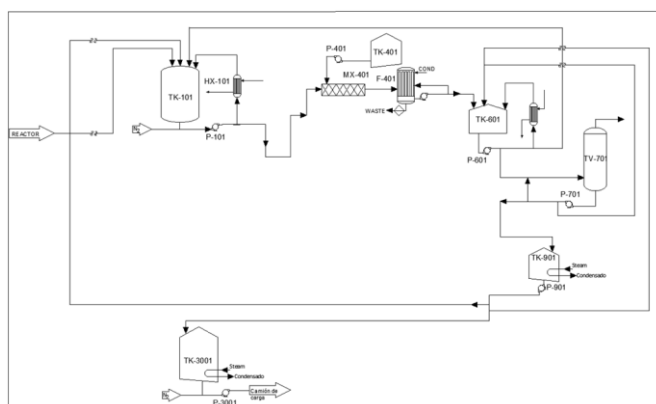 P-401
TK-401
COND
HX-101
MX-401
F-401
TK-101
TK-601
WASTE
REACTOR
P-101
P-601
TV-701
P-701
TK-901
Steam
Condensado
P-901
TK-3001
Steam
Condensado
P-3001
Camión de
carga